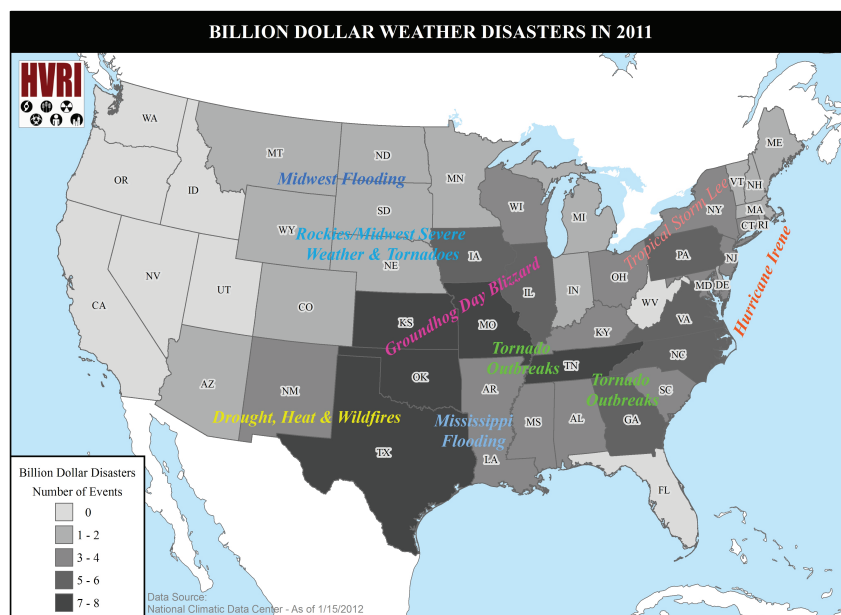 BILLION DOLLAR WEATHER DISASTERS IN 2011
HVRI
WA
MT
ND
ME
OR
ID
MN
VT
NH
Midwest Flooding
WI
MI
NY
MA
CT
RI
SD
WY
Tropical Storm Lee
Rockies/Midwest Severe
Weather & Tornadoes
IA
PA
NE
NJ
OH
NV
UT
IL
IN
MD
DE
CA
CO
WV
Hurricane Irene
Groundhog Day Blizzard
KS
MO
VA
KY
Tornado
Outbreaks
NC
TN
AZ
NM
OK
AR
Tornado
Outbreaks
SC
Drought, Heat & Wildfires
Mississippi
Flooding
MS
AL
GA
TX
LA
FL
Billion Dollar Disasters
Number of Events
0
1 - 2
3 - 4
5 - 6
7 - 8
Data Source:
National Climatic Data Center - As of 1/15/2012